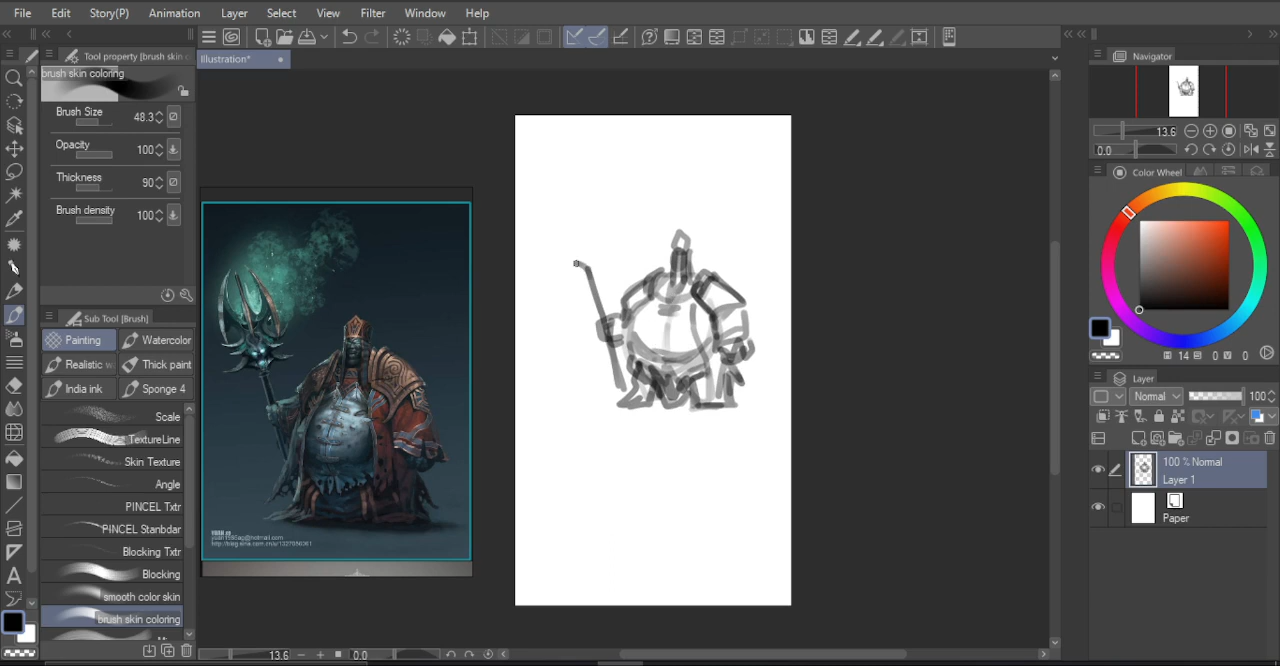 File Edit Story(P) Animation Layer Select View Filter Window Help
Tool property [brush skin
Illustration*
Navigator
brush skin coloring
Brush Size 48.3
Opacity 100
Thickness 90
Brush density 100
13.6
0.0
Color Wheel
Sub Tool [Brush]
Painting Watercolor
Realistic Thick paint
India ink Sponge 4
Scale
TextureLine
Skin Texture
Angle
PINCEL Txtr
PINCEL Stanbdar
Blocking Txtr
Blocking
smooth color skin
brush skin coloring
14 0 0
Layer
Normal 100
100 % Normal
Layer 1
Paper
13.6 0.0